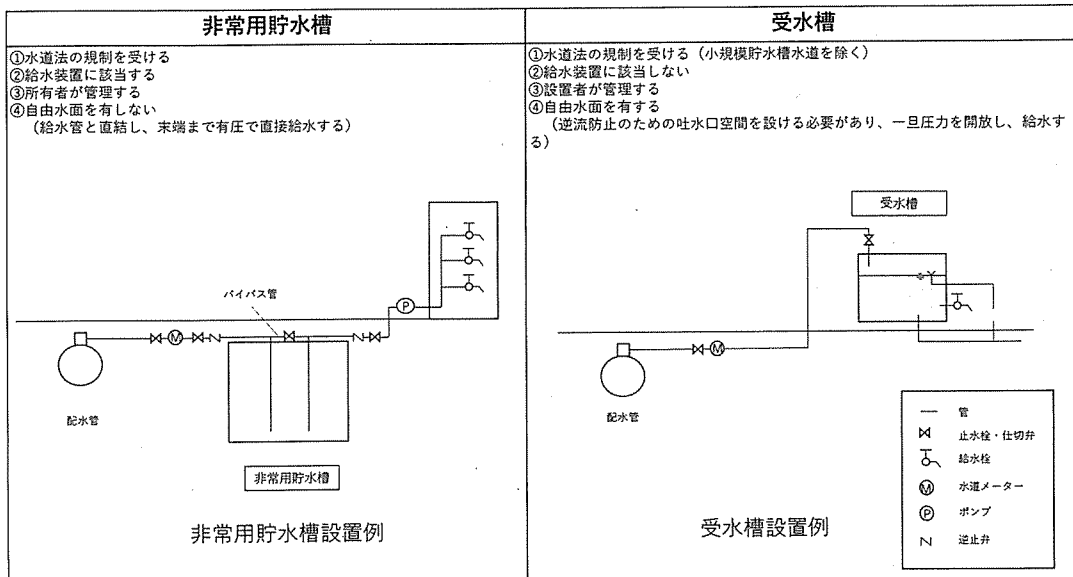 非常用貯水槽
①水道法の規制を受ける
②給水装置に該当する
③所有者が管理する
④自由水面を有しない
（給水管と直結し、末端まで有圧で直接給水する）
バイパス管
P
M
配水管
非常用貯水槽
非常用貯水槽設置例
受水槽
①水道法の規制を受ける（小規模貯水槽水道を除く）
②給水装置に該当しない
③設置者が管理する
④自由水面を有する
（逆流防止のための吐水口空間を設ける必要があり、一旦圧力を開放し、給水す
る）
受水槽
M
配水管
受水槽設置例
管
止水栓・仕切弁
給水栓
M 水道メーター
P ポンプ
逆止弁